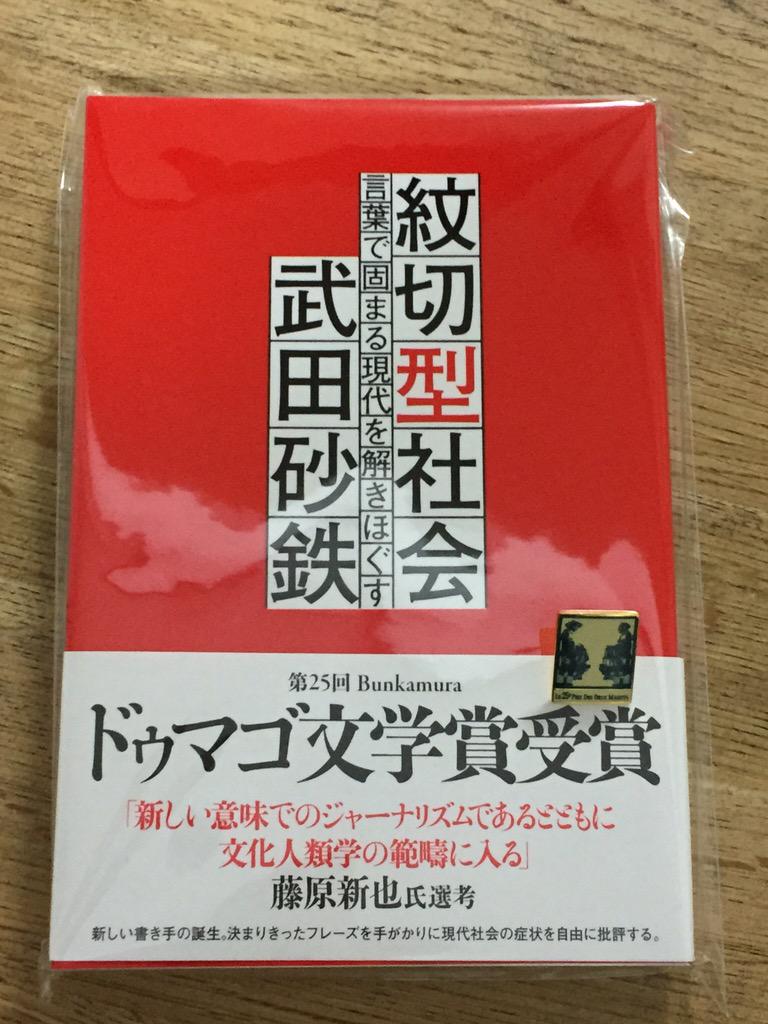 紋切型社会
言葉で固まる現代を解きほぐす
武田砂鉄
第25回 Bunkamura
ドゥマゴ文学賞受賞
「新しい意味でのジャーナリズムであるとともに
文化人類学の範疇に入る」
藤原新也氏選考
新しい書き手の誕生。決まりきったフレーズを手がかりに現代社会の症状を自由に批評する。
Le 25e Prix Des Deux Magots